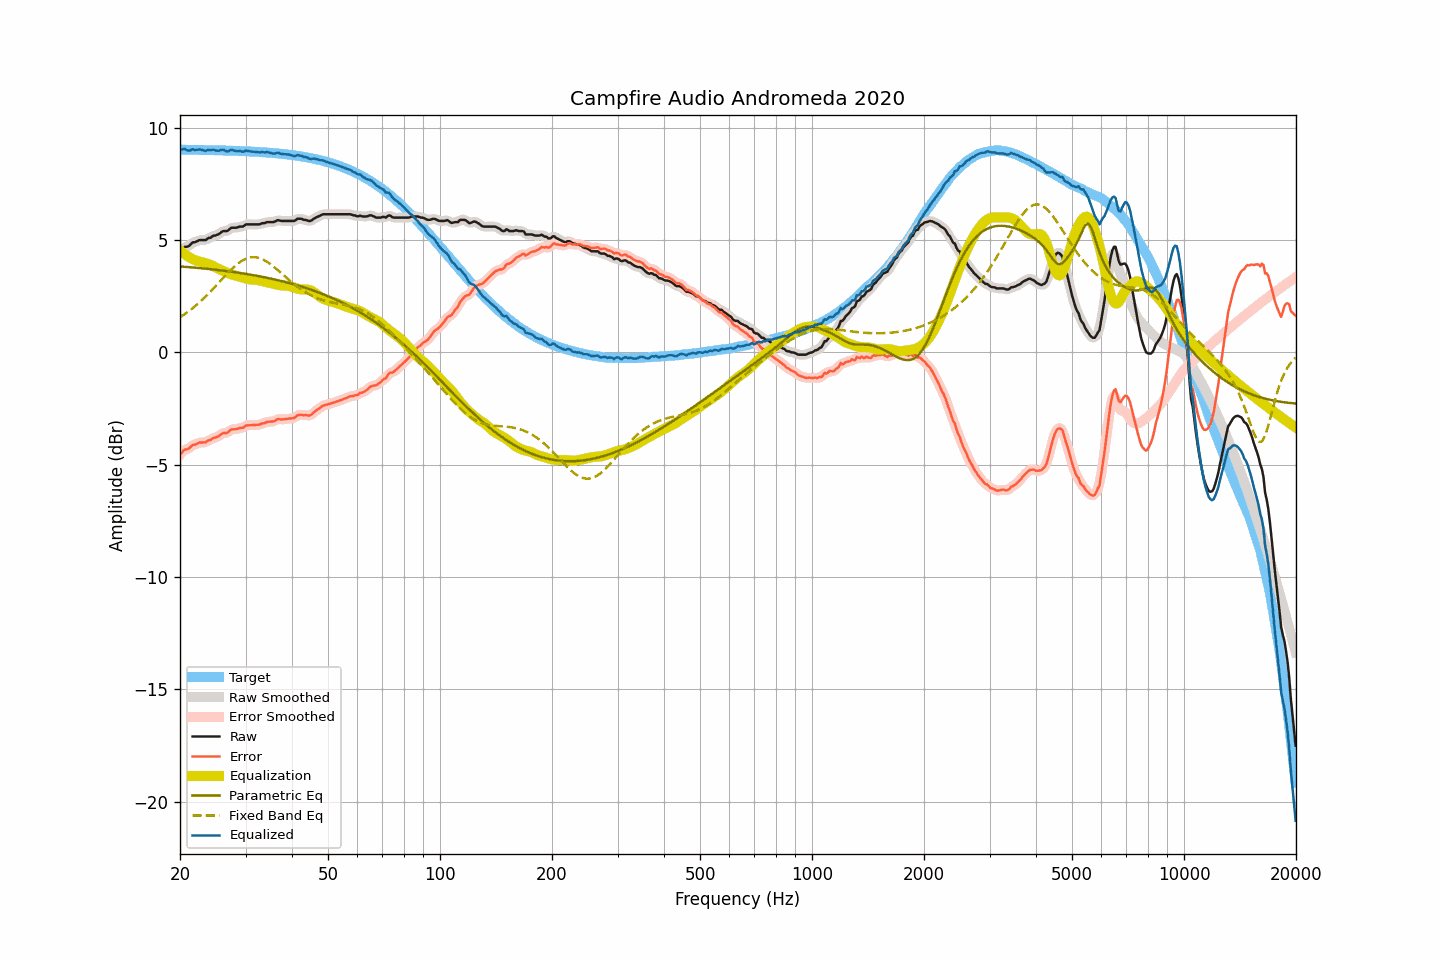 Campfire Audio Andromeda 2020
10
5
0
−5
−10
−15
−20
Amplitude (dBr)
Target
Raw Smoothed
Error Smoothed
Raw
Error
Equalization
Parametric Eq
Fixed Band Eq
Equalized
20 50 100 200 500 1000 2000 5000 10000 20000
Frequency (Hz)